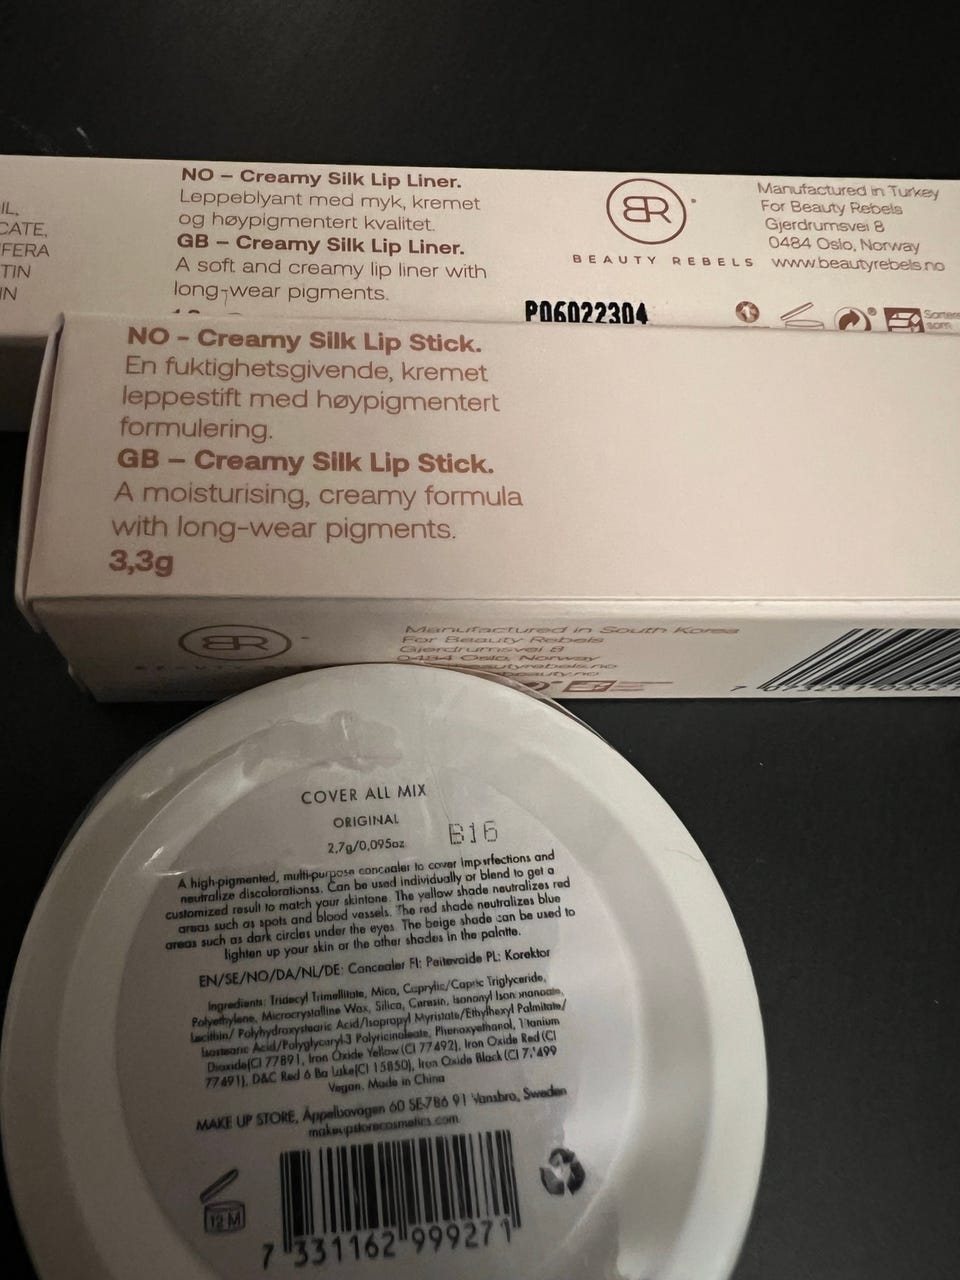 IL,
CATE,
IFERA
TIN
IN
NO – Creamy Silk Lip Liner.
Leppeblyant med myk, kremet
og høypigmentert kvalitet.
GB – Creamy Silk Lip Liner.
A soft and creamy lip liner with
long-wear pigments.
BR
BEAUTY REBELS
P06022304
Manufactured in Turkey
For Beauty Rebels
Gjerdrumsvei 8
0484 Oslo, Norway
www.beautyrebels.no
Sortere
som
NO – Creamy Silk Lip Stick.
En fuktighetsgivende, kremet
leppestift med høypigmentert
formulering.
GB – Creamy Silk Lip Stick.
A moisturising, creamy formula
with long-wear pigments.
3,3g
BR
Manufactured in South Korea
For Beauty Rebels
Gjerdrumsvei 8
0484 Oslo, Norway
COVER ALL MIX
ORIGINAL
2,7g/0,095oz
B16
A high-pigmented, multi-purpose concealer to cover imperfections and
neutralize discolorationss. Can be used individually or blend to get a
customized result to match your skintone. The yellow shade neutralizes red
areas such as spots and blood vessels. The red shade neutralizes blue
areas such as dark circles under the eyes. The beige shade can be used to
lighten up your skin or the other shades in the palatte.
EN/SE/NO/DA/NL/DE: Concealer FI: Peitevoide PL: Korektor
Ingredients: Tridecyl Trimellitate, Mica, Caprylic/Capric Triglyceride,
Polyethylene, Microcrystalline Wax, Silica, Ceresin, Isononyl Isononanoate,
Lecithin/ Polyhydroxystearic Acid/Isopropyl Myristate/Ethylhexyl Palmitate/
Isostearic Acid/Polyglyceryl-3 Polyricinoleate, Phenoxyethanol, Titanium
Dioxide(CI 77891, Iron Oxide Yellow (CI 77492), Iron Oxide Red (CI
77491), D&C Red 6 Ba Lake(CI 15850), Iron Oxide Black (CI 77499
Vegan. Made in China
MAKE UP STORE, Äppelbovägen 60 SE-786 91 Vansbro, Sweden
makeupstorecosmetics.com
12 M
7 331162 999271